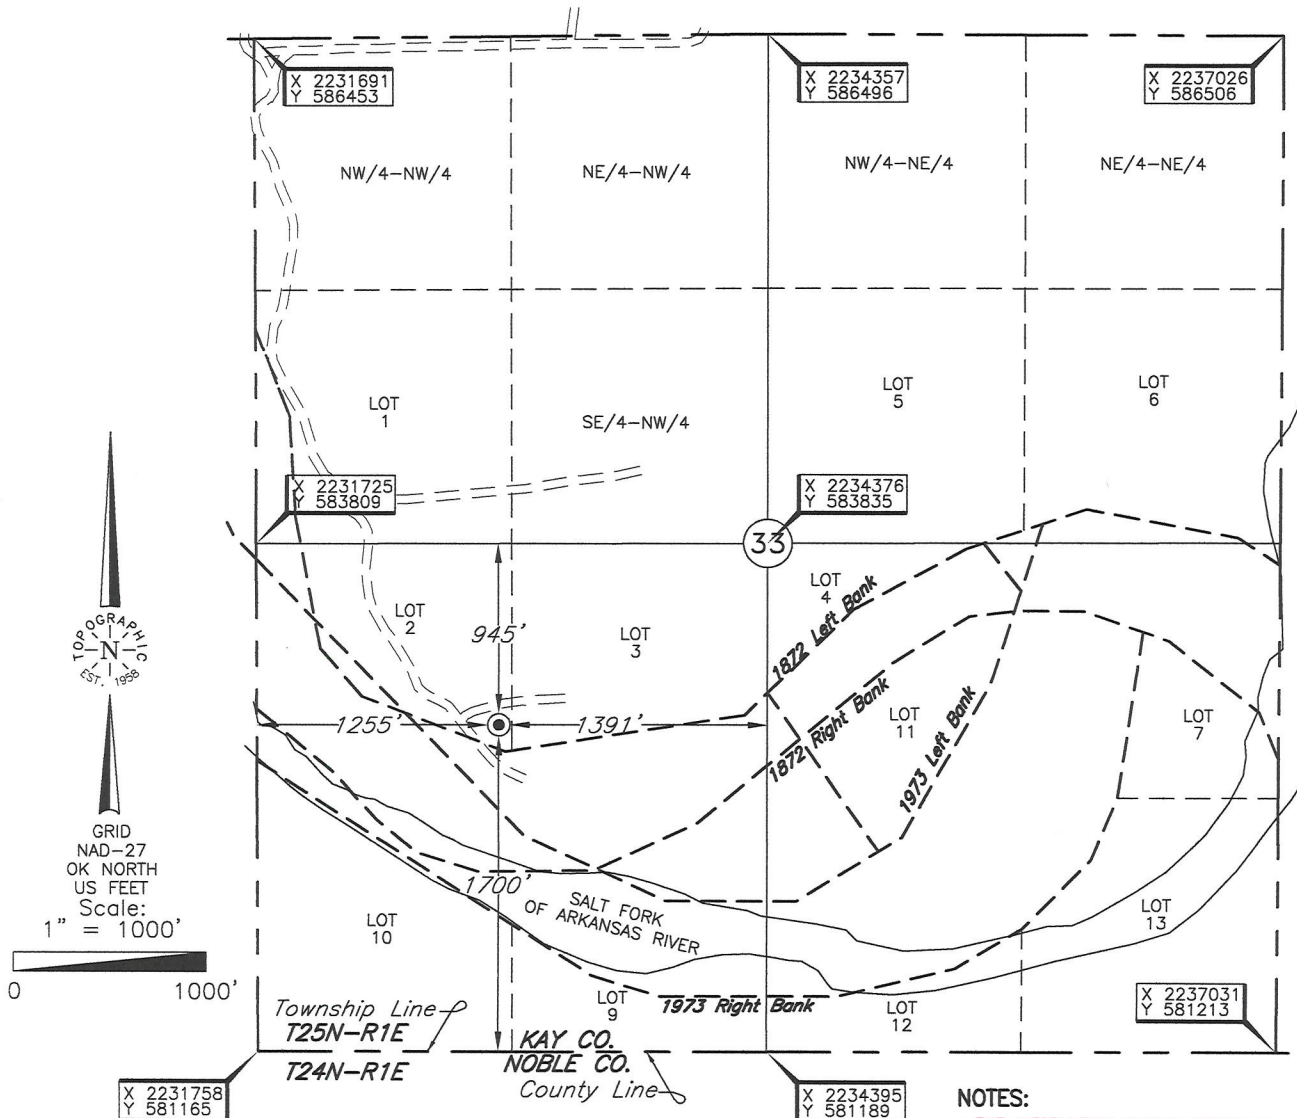 X 2231691
Y 586453
X 2234357
Y 586496
X 2237026
Y 586506
NW/4-NW/4
NE/4-NW/4
NW/4-NE/4
NE/4-NE/4
LOT
1
SE/4-NW/4
LOT
5
LOT
6
X 2231725
Y 583809
X 2234376
Y 583835
33
LOT
2
945'
LOT
3
LOT
4
1872 Left Bank
1255'
1391'
1872 Right Bank
LOT
11
1973 Left Bank
LOT
7
TOPOGRAPHIC
N
EST. 1958
GRID
NAD-27
OK NORTH
US FEET
Scale:
1" = 1000'
0 1000'
1700'
SALT FORK
OF ARKANSAS RIVER
LOT
10
LOT
13
LOT
9
1973 Right Bank
LOT
12
Township Line
T25N-R1E
T24N-R1E
KAY CO.
NOBLE CO.
County Line
X 2237031
Y 581213
X 2231758
Y 581165
X 2234395
Y 581189
NOTES: